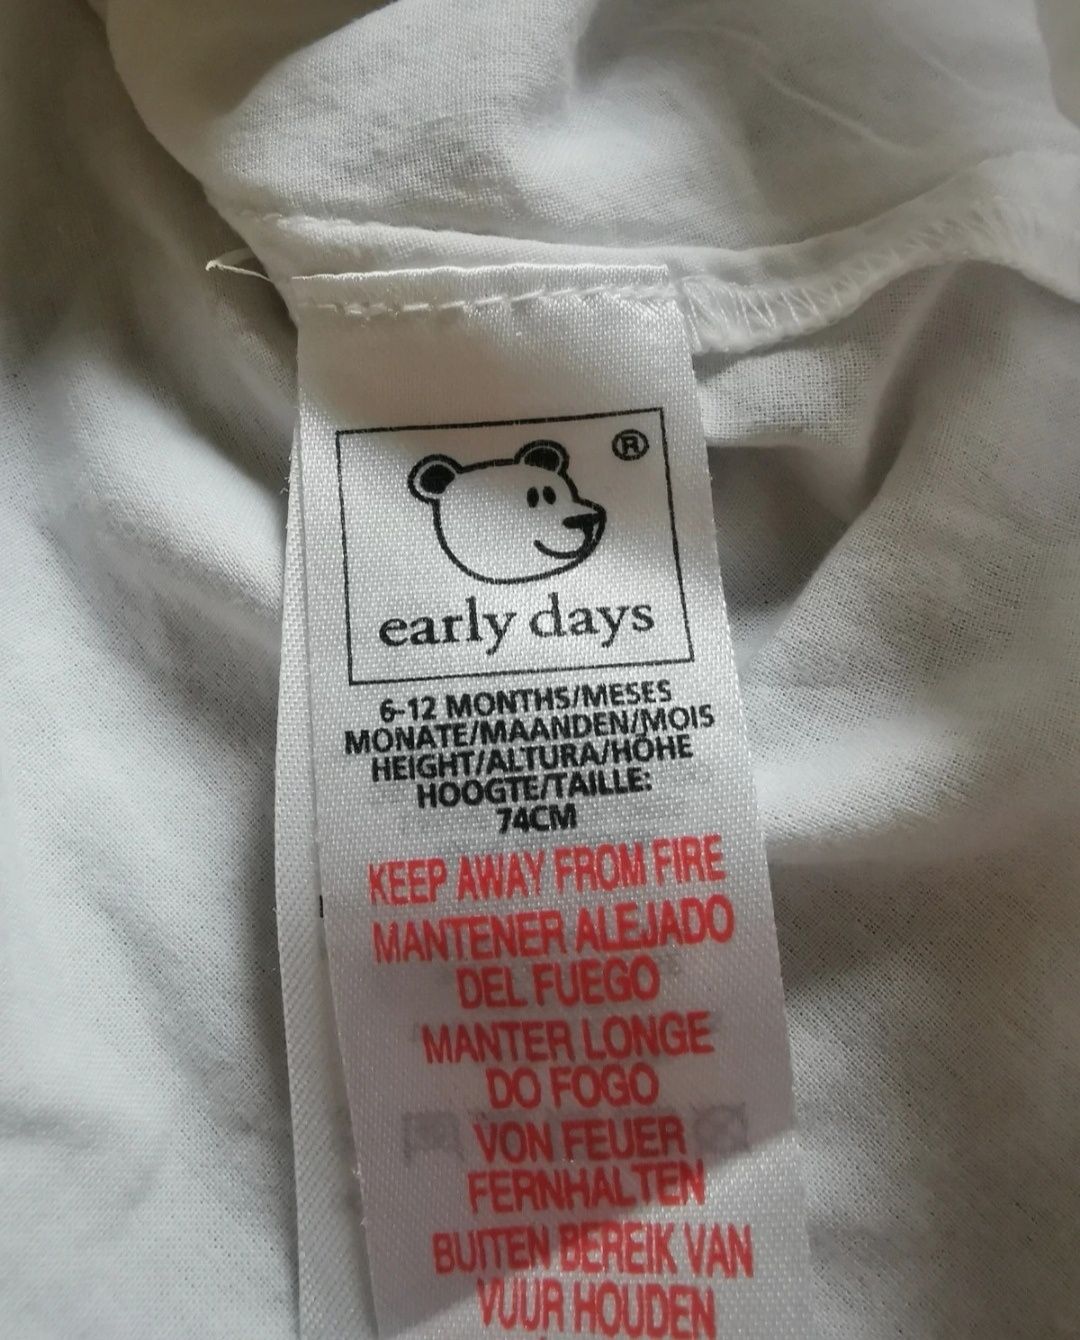 ®
early days
6-12 MONTHS/MESES
MONATE/MAANDEN/MOIS
HEIGHT/ALTURA/HÖHE
HOOGTE/TAILLE:
74CM
KEEP AWAY FROM FIRE
MANTENER ALEJADO
DEL FUEGO
MANTER LONGE
DO FOGO
VON FEUER
FERNHALTEN
BUITEN BEREIK VAN
VUUR HOUDEN